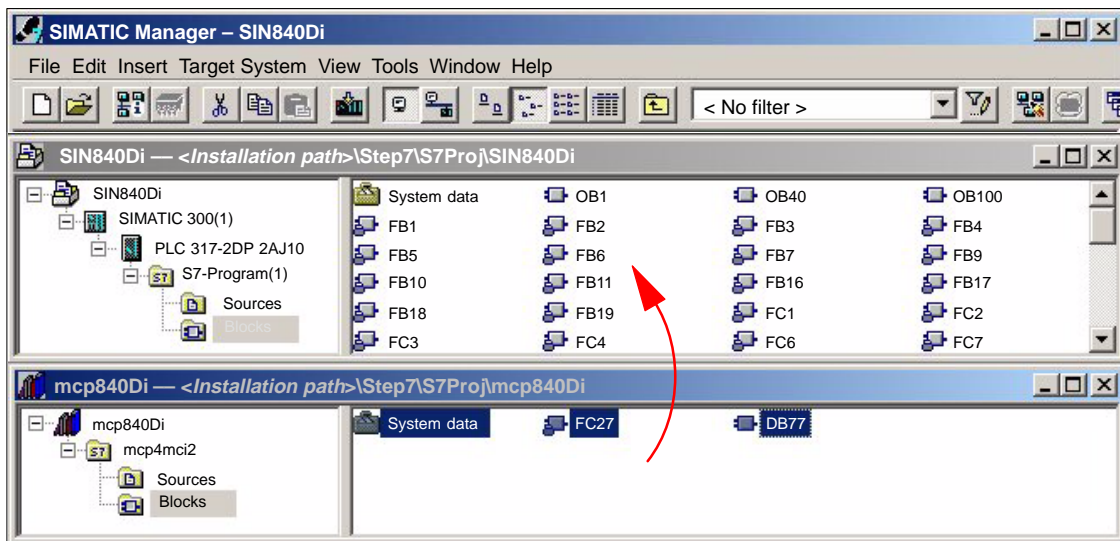 SIMATIC Manager – SIN840Di
File Edit Insert Target System View Tools Window Help
< No filter >
SIN840Di — <Installation path>\Step7\S7Proj\SIN840Di
SIN840Di
SIMATIC 300(1)
PLC 317-2DP 2AJ10
S7-Program(1)
Sources
Blocks
System data OB1 OB40 OB100
FB1 FB2 FB3 FB4
FB5 FB6 FB7 FB9
FB10 FB11 FB16 FB17
FB18 FB19 FC1 FC2
FC3 FC4 FC6 FC7
mcp840Di — <Installation path>\Step7\S7Proj\mcp840Di
mcp840Di
mcp4mci2
Sources
Blocks
System data FC27 DB77